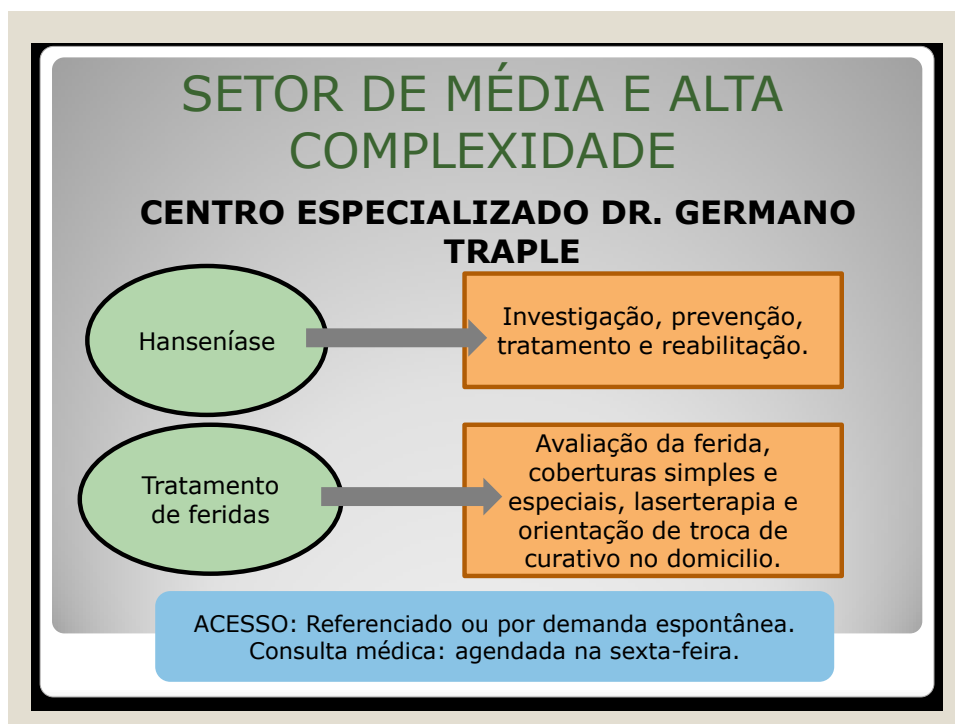 SETOR DE MÉDIA E ALTA
COMPLEXIDADE
CENTRO ESPECIALIZADO DR. GERMANO
TRAPLE
Hanseníase
Investigação, prevenção,
tratamento e reabilitação.
Tratamento
de feridas
Avaliação da ferida,
coberturas simples e
especiais, laserterapia e
orientação de troca de
curativo no domicilio.
ACESSO: Referenciado ou por demanda espontânea.
Consulta médica: agendada na sexta-feira.